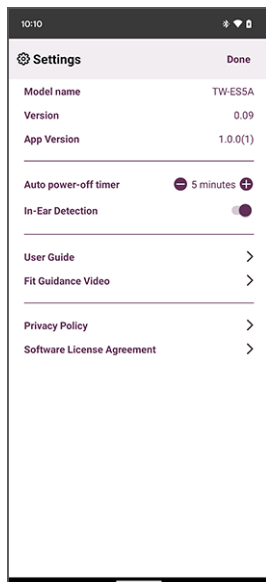 10:10
Settings Done
Model name TW-ES5A
Version 0.09
App Version 1.0.0(1)
Auto power-off timer 5 minutes
In-Ear Detection
User Guide
Fit Guidance Video
Privacy Policy
Software License Agreement